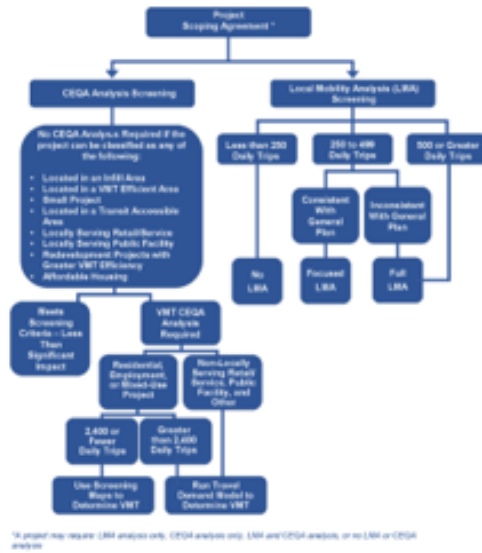 Project
Scoping Agreement *
CEQA Analysis Screening
Local Mobility Analysis (LMA)
Screening
No CEQA Analysis Required if the
project can be classified as any of
the following:
• Located in an Infill Area
• Located in a VMT Efficient Area
• Small Project
• Located in a Transit Accessible
Area
• Locally Serving Retail/Service
• Locally Serving Public Facility
• Redevelopment Projects with
Greater VMT Efficiency
• Affordable Housing
Less than 250
Daily Trips
250 to 499
Daily Trips
500 or Greater
Daily Trips
Consistent
With General
Plan
Inconsistent
With General
Plan
No
LMA
Focused
LMA
Full
LMA
Meets
Screening
Criteria – Less
Than
Significant
Impact
VMT CEQA
Analysis
Required
Residential,
Employment,
or Mixed-Use
Project
Non-Locally
Serving Retail/
Service, Public
Facility, and
Other
2,400 or
Fewer
Daily Trips
Greater
than 2,400
Daily Trips
Use Screening
Maps to
Determine VMT
Run Travel
Demand Model to
Determine VMT
*A project may require: LMA analysis only, CEQA analysis only, LMA and CEQA analysis, or no LMA or CEQA
analysis